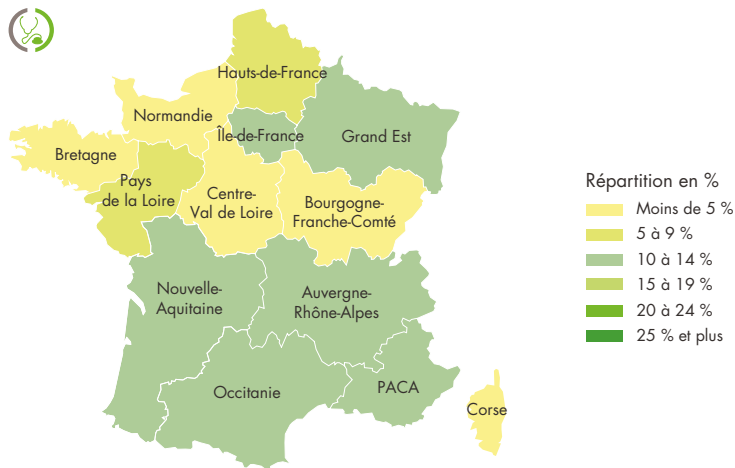 Hauts-de-France
Normandie
Île-de-France
Grand Est
Bretagne
Pays
de la Loire
Centre-
Val de Loire
Bourgogne-
Franche-Comté
Nouvelle-
Aquitaine
Auvergne-
Rhône-Alpes
Occitanie
PACA
Corse
Répartition en %
Moins de 5 %
5 à 9 %
10 à 14 %
15 à 19 %
20 à 24 %
25 % et plus